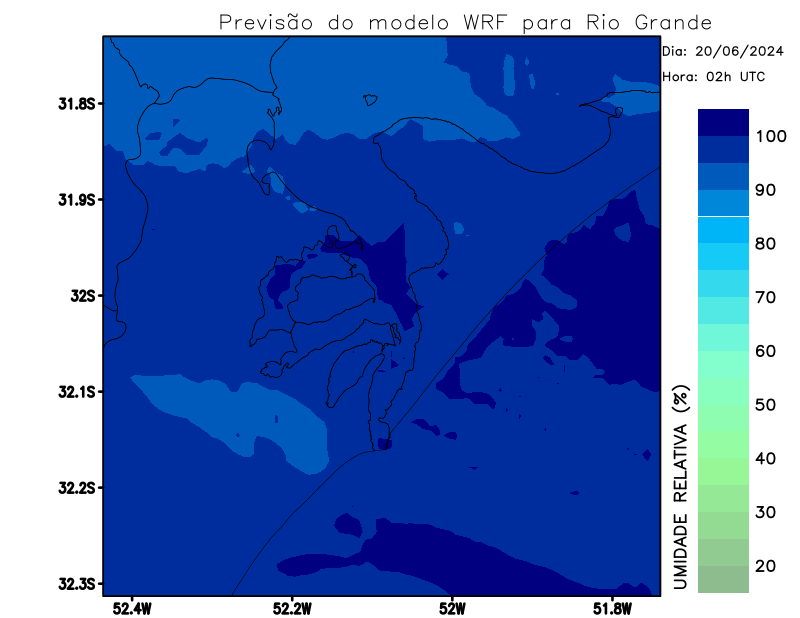 Previsão do modelo WRF para Rio Grande
Dia: 20/06/2024
Hora: 02h UTC
31.8S
31.9S
32S
32.1S
32.2S
32.3S
52.4W
52.2W
52W
51.8W
100
90
80
70
60
50
40
30
20
UMIDADE RELATIVA (%)